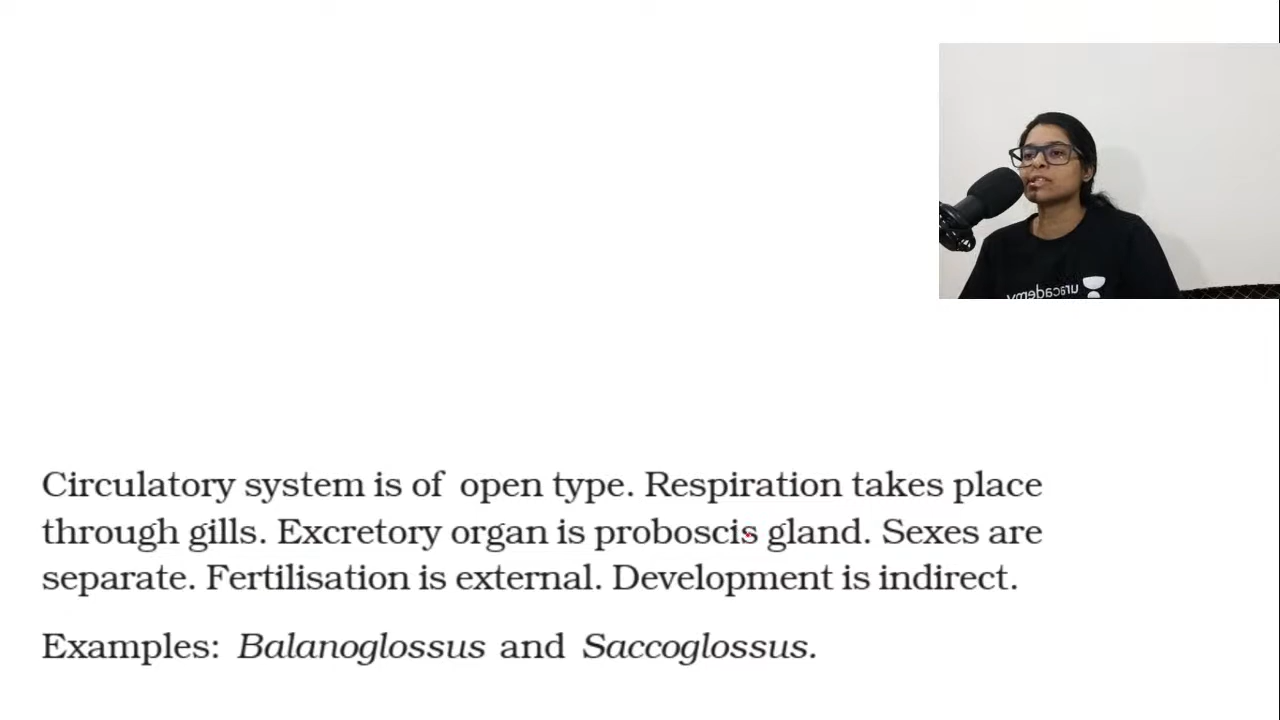 uracademy
Circulatory system is of open type. Respiration takes place
through gills. Excretory organ is proboscis gland. Sexes are
separate. Fertilisation is external. Development is indirect.
Examples: Balanoglossus and Saccoglossus.